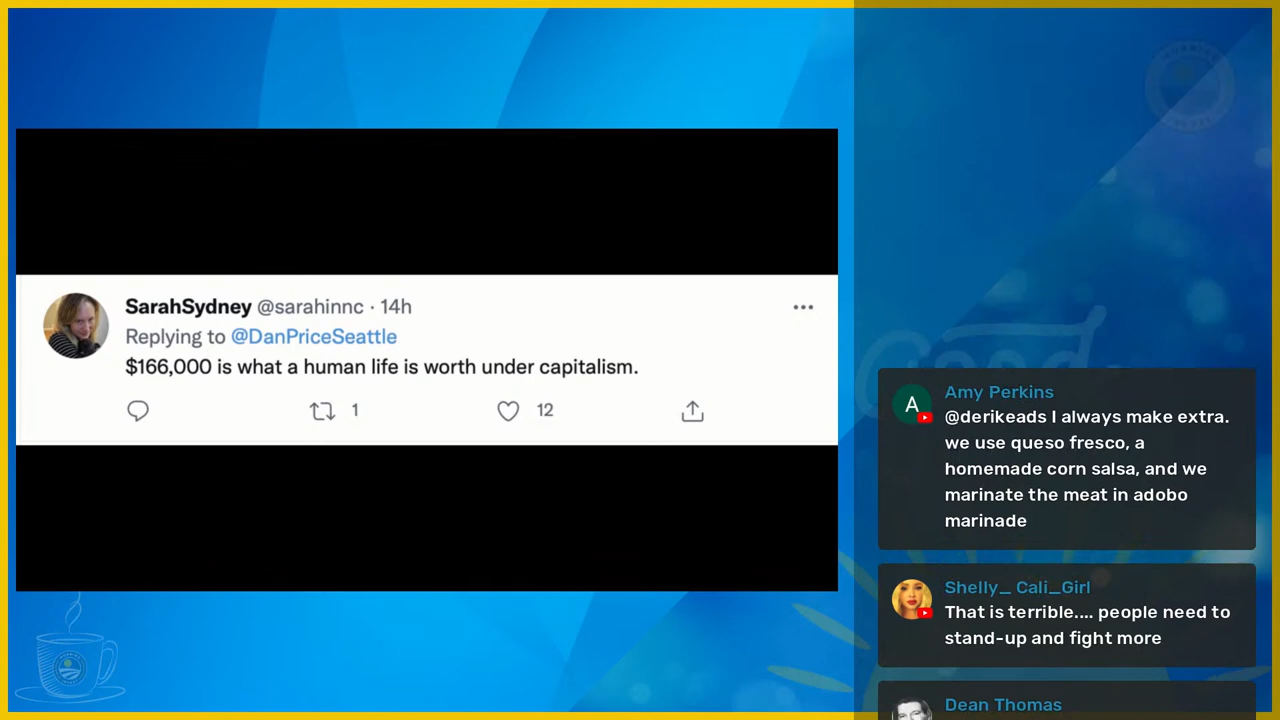 SarahSydney @sarahinnc · 14h
Replying to @DanPriceSeattle
$166,000 is what a human life is worth under capitalism.
1 12
Good
A
Amy Perkins
@derikeads I always make extra.
we use queso fresco, a
homemade corn salsa, and we
marinate the meat in adobo
marinade
Shelly_ Cali_Girl
That is terrible.... people need to
stand-up and fight more
Dean Thomas